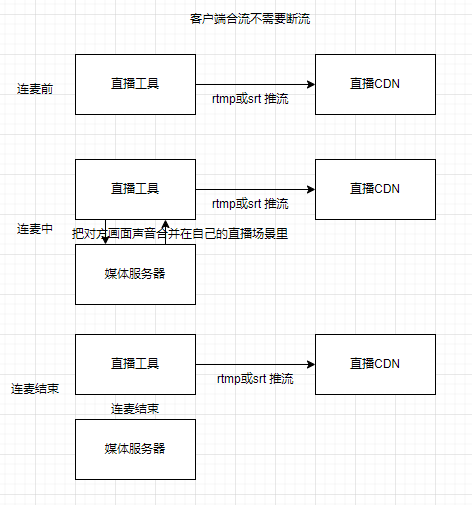 客户端合流不需要断流
连麦前
直播工具
rtmp或srt 推流
直播CDN
连麦中
直播工具
rtmp或srt 推流
直播CDN
把对方画面声音合并在自己的直播场景里
媒体服务器
连麦结束
直播工具
rtmp或srt 推流
直播CDN
连麦结束
媒体服务器